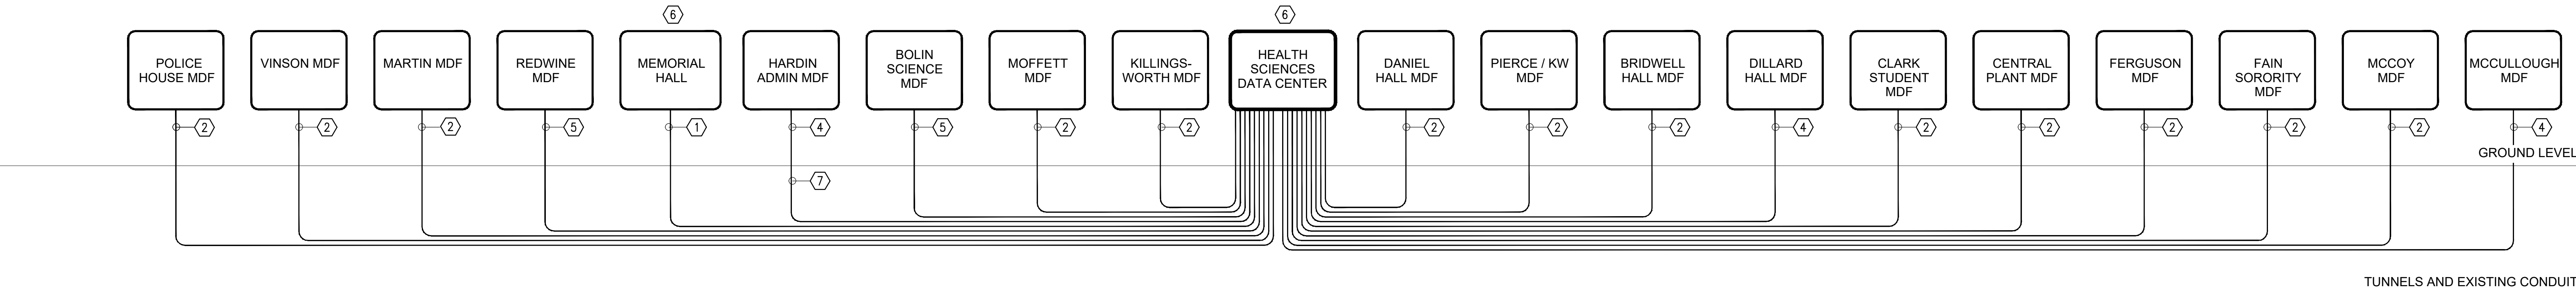 6
6
POLICE
HOUSE MDF
VINSON MDF
MARTIN MDF
REDWINE
MDF
MEMORIAL
HALL
HARDIN
ADMIN MDF
BOLIN
SCIENCE
MDF
MOFFETT
MDF
KILLINGS-
WORTH MDF
HEALTH
SCIENCES
DATA CENTER
DANIEL
HALL MDF
PIERCE / KW
MDF
BRIDWELL
HALL MDF
DILLARD
HALL MDF
CLARK
STUDENT
MDF
CENTRAL
PLANT MDF
FERGUSON
MDF
FAIN
SORORITY
MDF
MCCOY
MDF
MCCULLOUGH
MDF
2
2
2
5
1
4
5
2
2
2
2
2
4
2
2
2
2
2
4
GROUND LEVEL
7
TUNNELS AND EXISTING CONDUIT